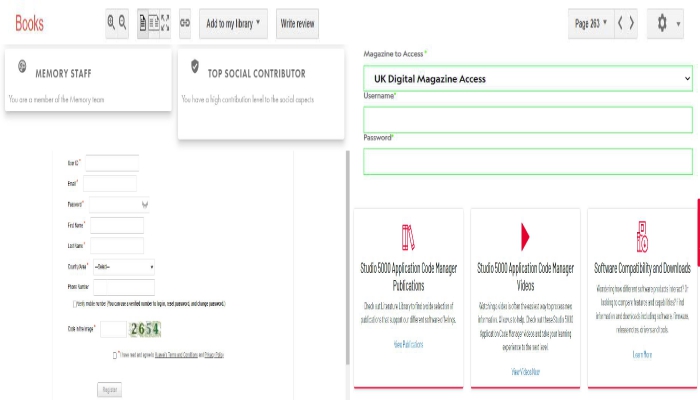 Books
Add to my library
Write review
Page 263
MEMORY STAFF
You are a member of the Memory team
TOP SOCIAL CONTRIBUTOR
You have a high contribution level to the social aspects
Magazine to Access*
UK Digital Magazine Access
Username*
Password*
User ID *
Email *
Password *
First Name *
Last Name *
Country/Area * --Select--
Phone Number
Verify mobile number (You can use a verified number to log in, reset password, and change password.)
Code in the image * 2654
I have read and agree to Huawei's Terms and Conditions and Privacy Policy
Register
Studio 5000 Application Code Manager
Publications
Check out Literature Library to find a wide selection of
publications that support our different software offerings.
View Publications
Studio 5000 Application Code Manager
Videos
Watching a video is often the easiest way to process new
information. Allow us to help. Check out these Studio 5000
Application Code Manager videos and take your learning
experience to the next level.
View Videos Now
Software Compatibility and Downloads
Wondering how different software products interact? Or
looking to compare features and capabilities? Find
information and downloads including software, firmware,
release notes, drivers and tools.
Learn More